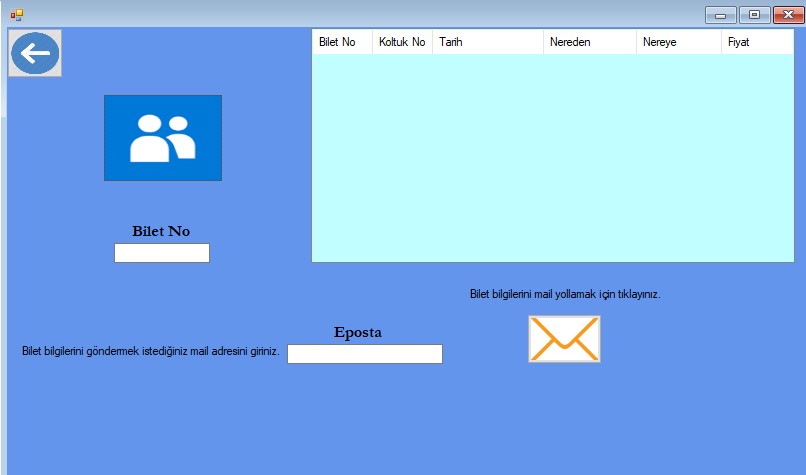 Bilet No Koltuk No Tarih Nereden Nereye Fiyat
Bilet No
Bilet bilgilerini mail yollamak için tıklayınız.
Eposta
Bilet bilgilerini göndermek istediğiniz mail adresini giriniz.